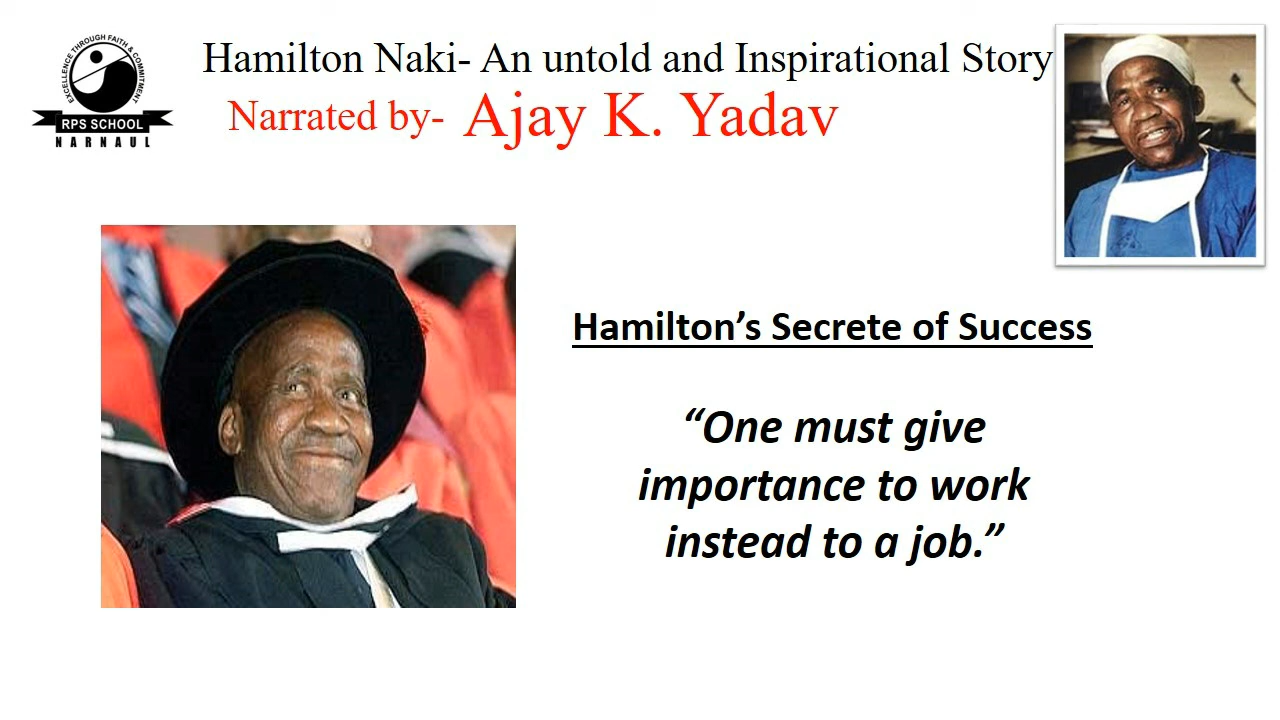 EXCELLENCE THROUGH FAITH & COMMITMENT
RPS SCHOOL
NARNAUL
Hamilton Naki- An untold and Inspirational Story
Narrated by- Ajay K. Yadav
Hamilton’s Secrete of Success
“One must give
importance to work
instead to a job.”